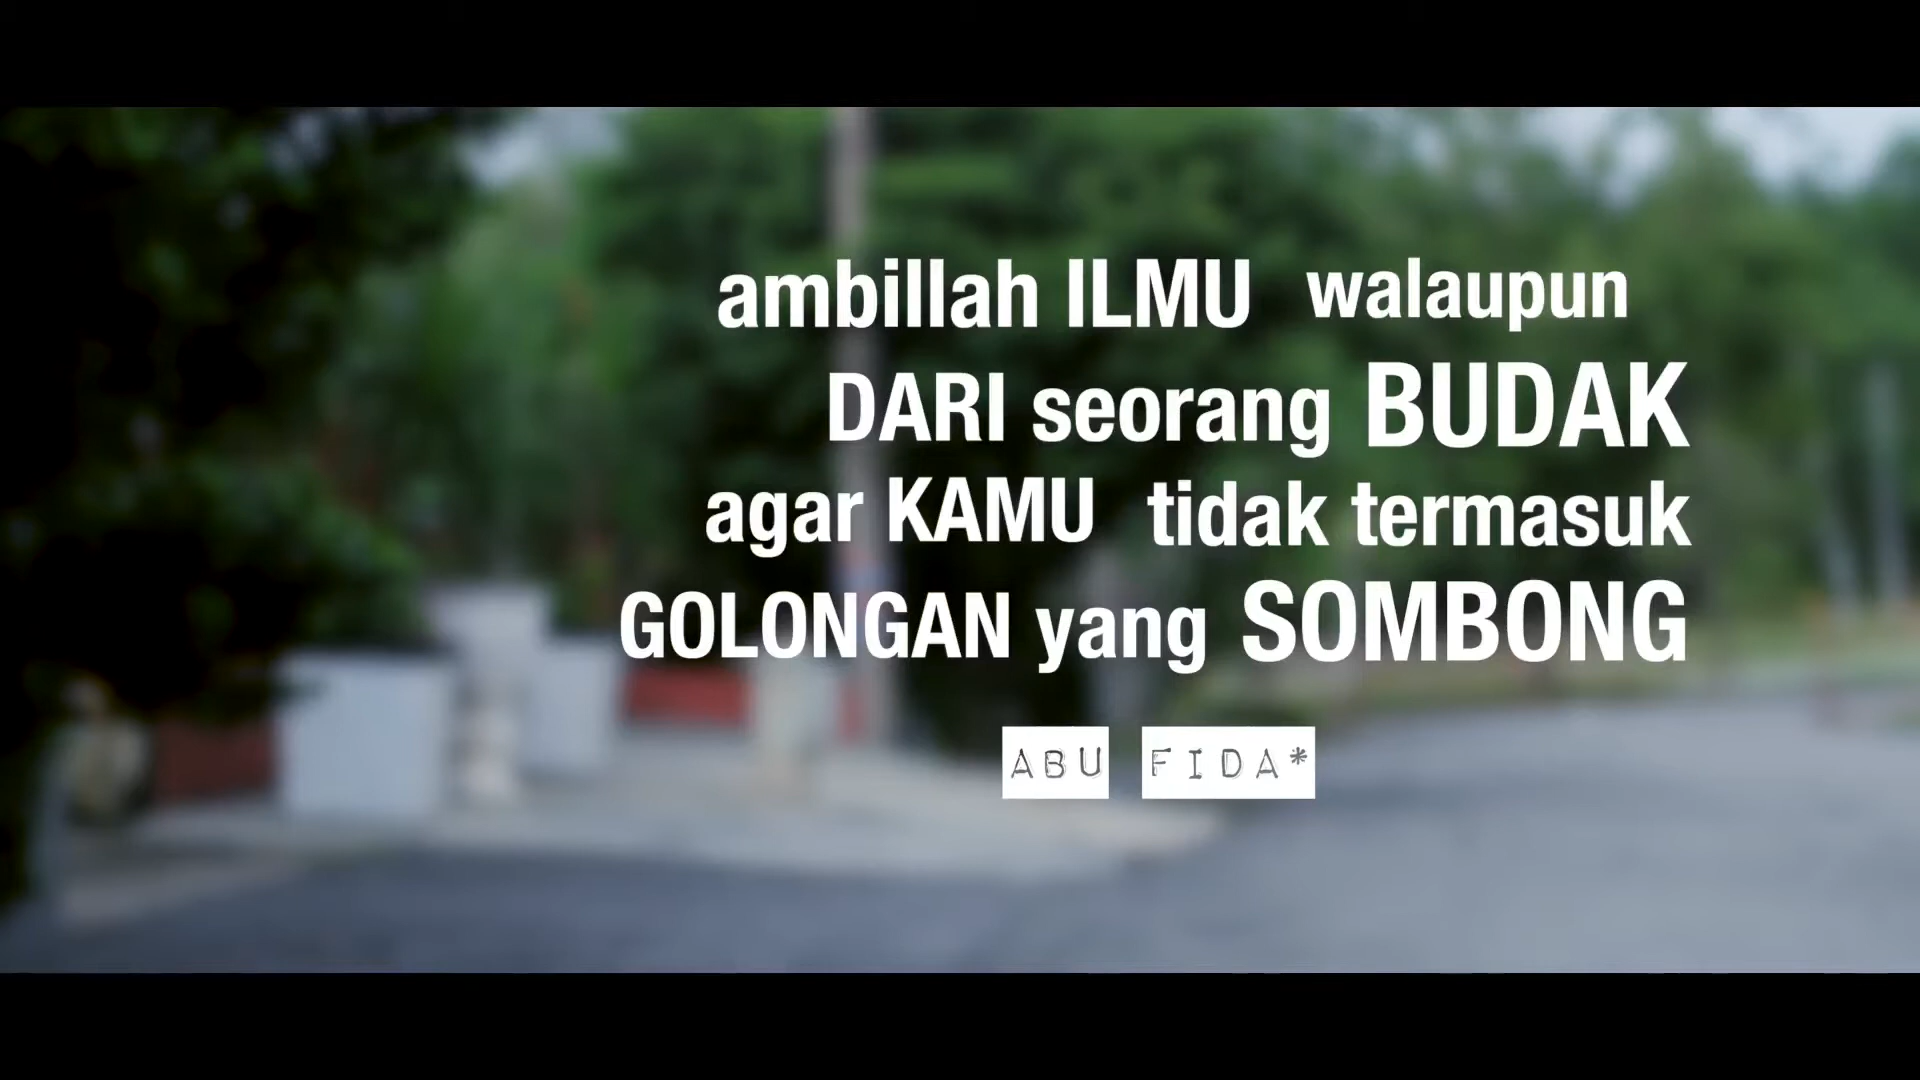 ambillah ILMU walaupun
DARI seorang BUDAK
agar KAMU tidak termasuk
GOLONGAN yang SOMBONG
ABU FIDA*